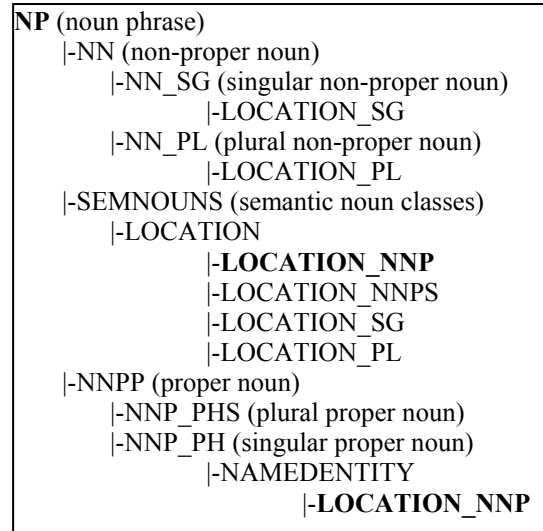 NP (noun phrase)
|-NN (non-proper noun)
|-NN_SG (singular non-proper noun)
|-LOCATION_SG
|-NN_PL (plural non-proper noun)
|-LOCATION_PL
|-SEMNOUNS (semantic noun classes)
|-LOCATION
|-LOCATION_NNP
|-LOCATION_NNPS
|-LOCATION_SG
|-LOCATION_PL
|-NNPP (proper noun)
|-NNP_PHS (plural proper noun)
|-NNP_PH (singular proper noun)
|-NAMEDENTITY
|-LOCATION_NNP